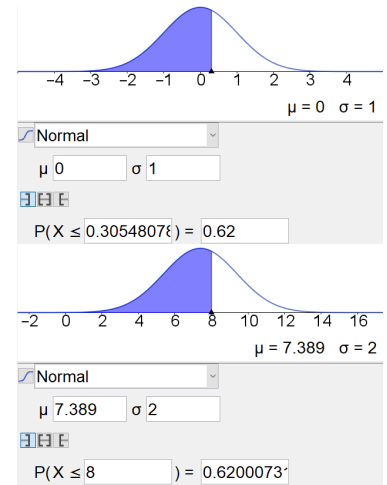 -4 -3 -2 -1 0 1 2 3 4
μ = 0 σ = 1
Normal
μ 0 σ 1
P(X ≤ 0.30548078) = 0.62
-2 0 2 4 6 8 10 12 14 16
μ = 7.389 σ = 2
Normal
μ 7.389 σ 2
P(X ≤ 8 ) = 0.6200073